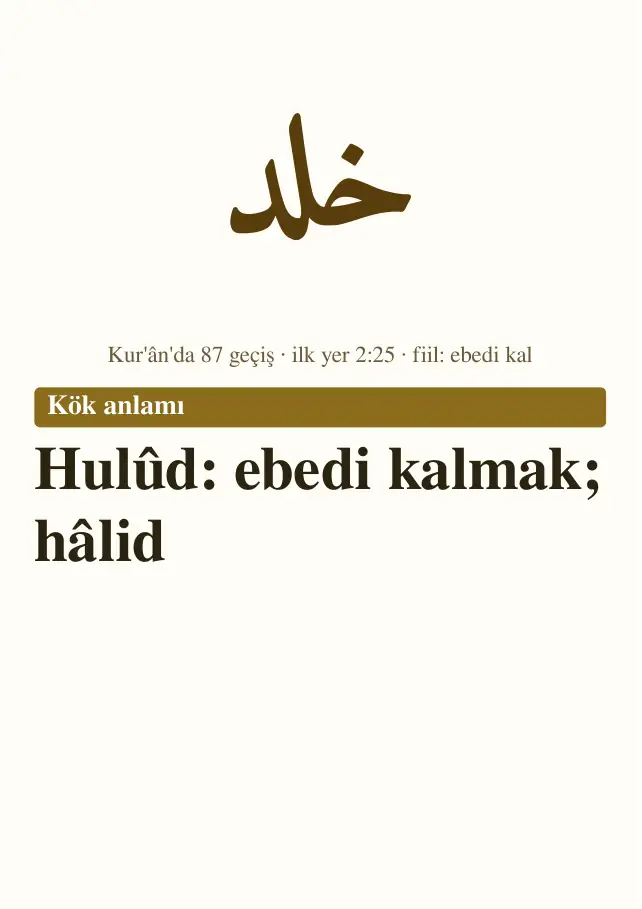 خلد
Kur'ân'da 87 geçiş · ilk yer 2:25 · fiil: ebedi kal
Kök anlamı
Hulûd: ebedi kalmak;
hâlid